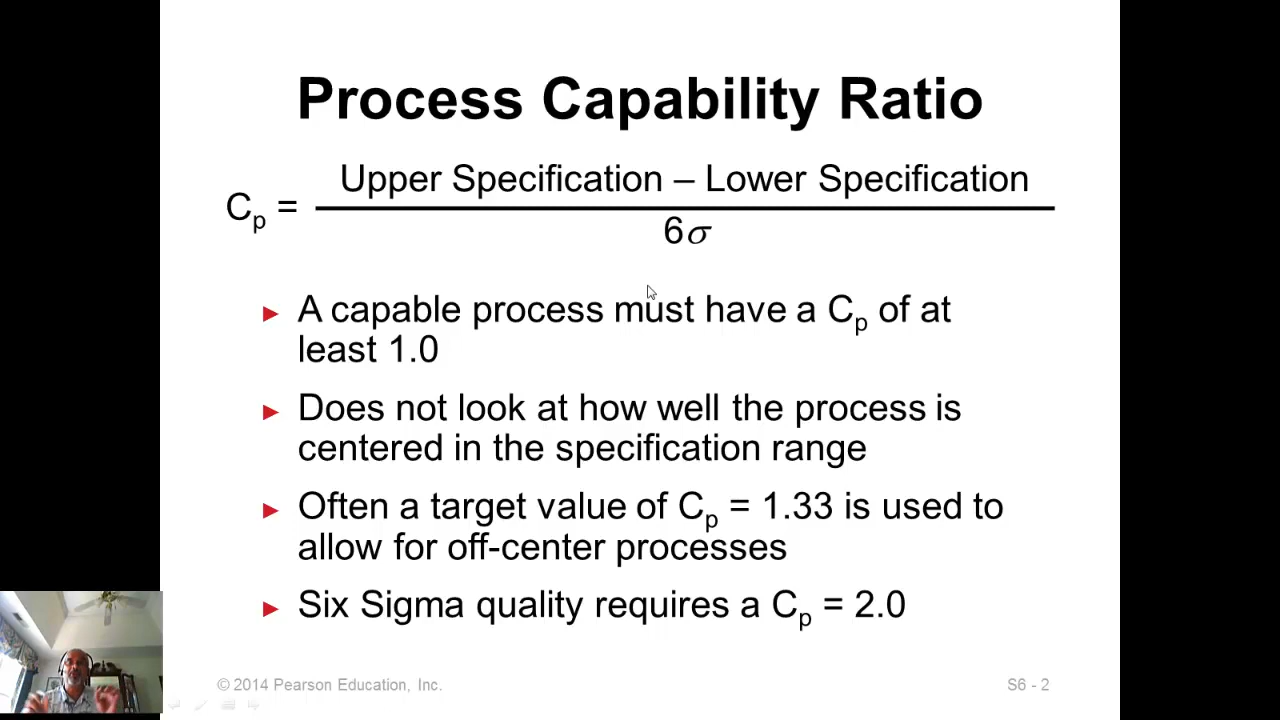 Process Capability Ratio
Upper Specification – Lower Specification
Cp =
6σ
► A capable process must have a Cp of at
least 1.0
► Does not look at how well the process is
centered in the specification range
► Often a target value of Cp = 1.33 is used to
allow for off-center processes
► Six Sigma quality requires a Cp = 2.0
© 2014 Pearson Education, Inc.
S6 - 2